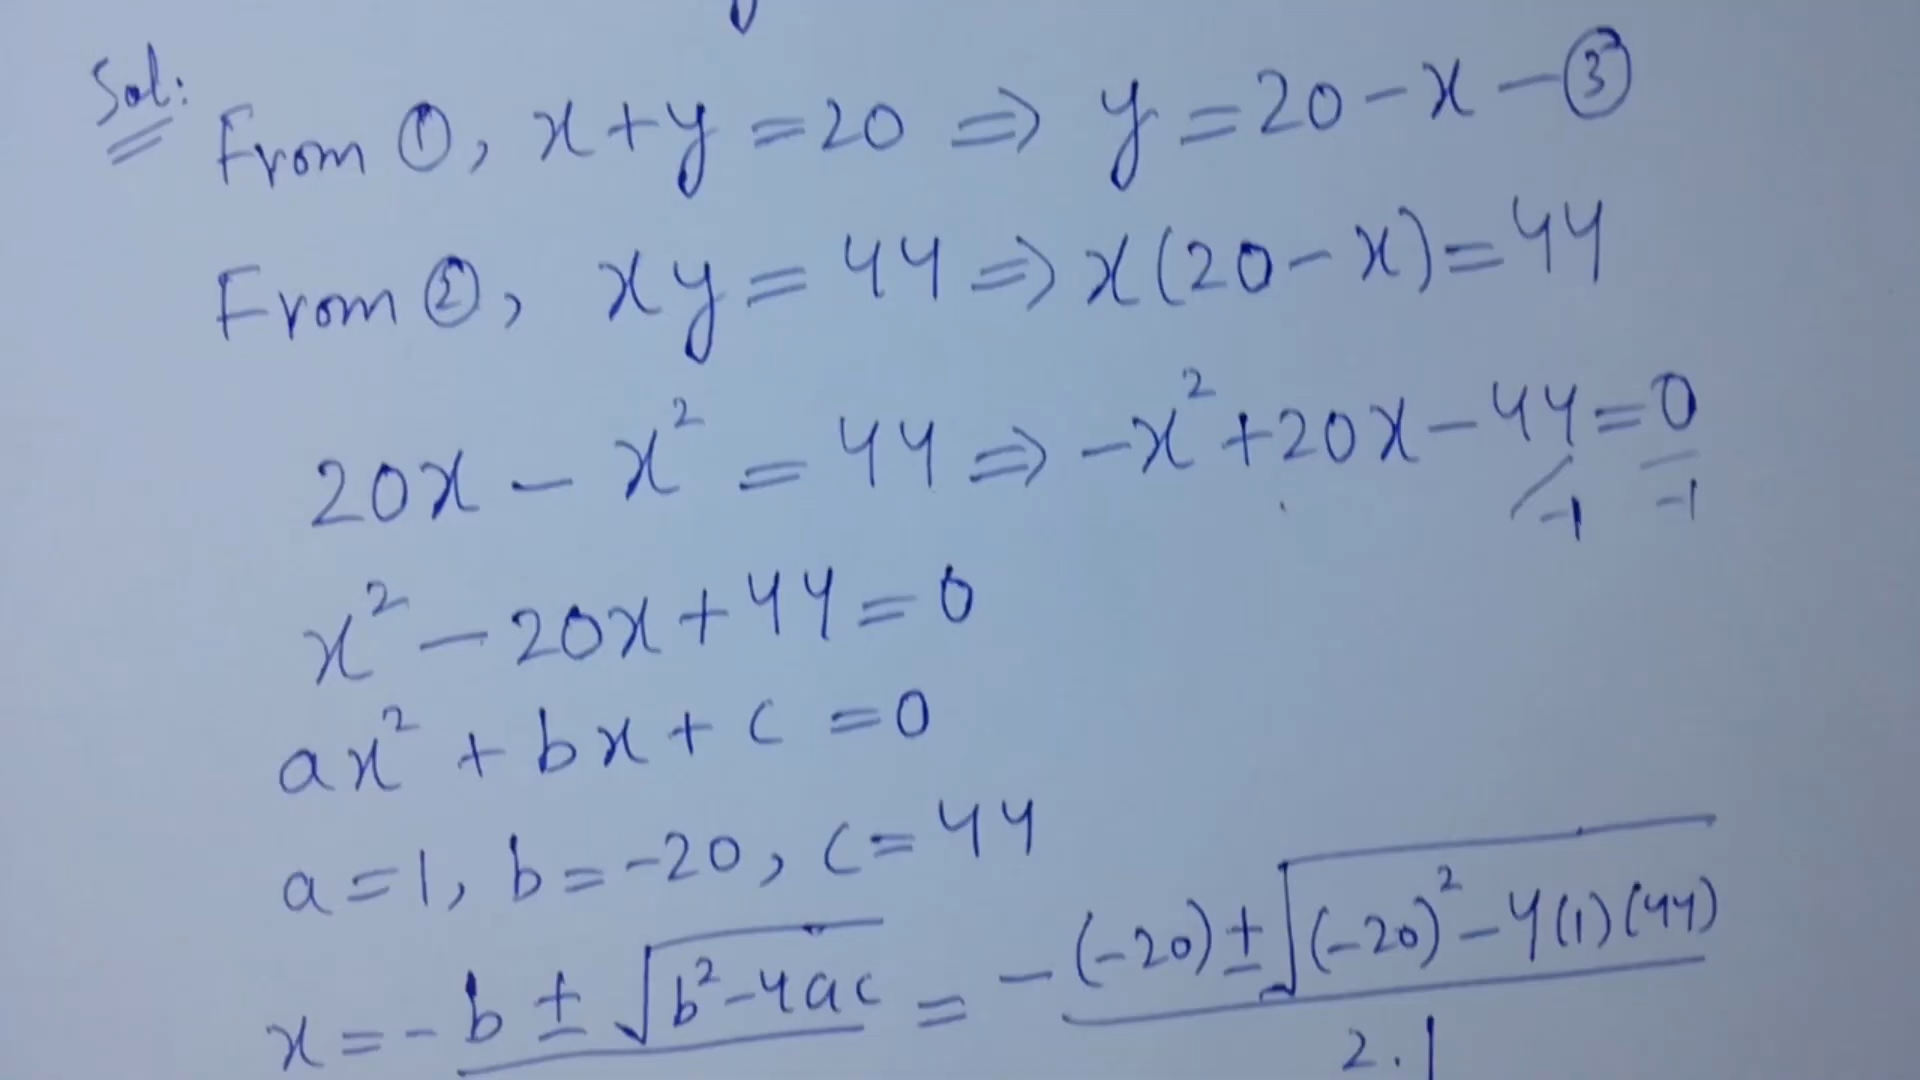 Sol:
From ①, x+y=20 ⇒ y=20-x-③
From ②, xy=44 ⇒ x(20-x)=44
20x - x² = 44 ⇒ -x²+20x-44=0
/-1 -1
x²-20x+44=0
ax²+bx+c=0
a=1, b=-20, c=44
x = -b ± √b²-4ac = -(-20)±√(-20)²-4(1)(44)
2.1